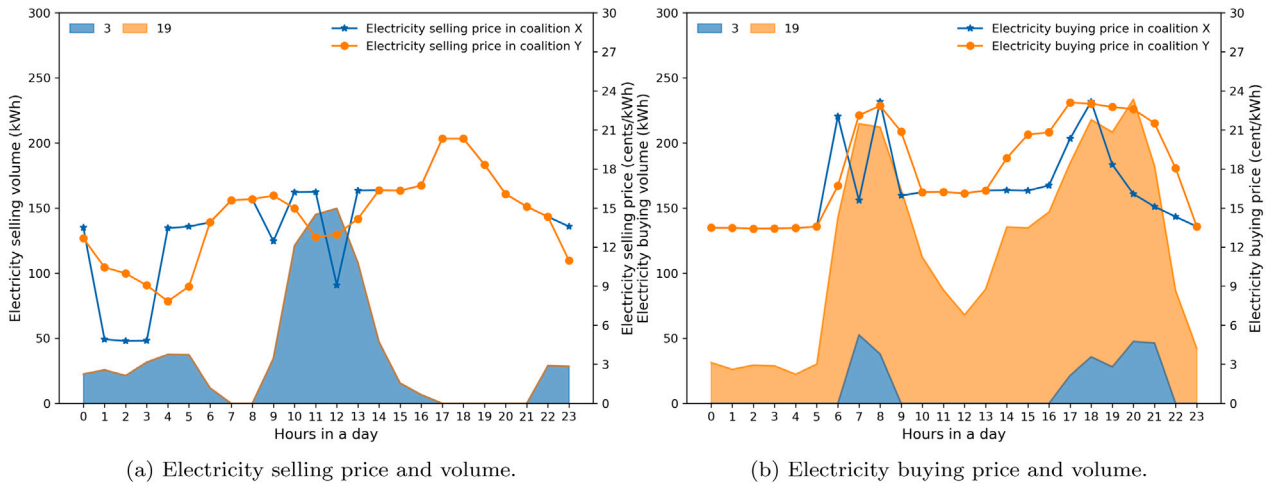 3 19
Electricity selling price in coalition X
Electricity selling price in coalition Y
300
250
200
150
100
50
0
Electricity selling volume (kWh)
30
27
24
21
18
15
12
9
6
3
0
Electricity selling price (cents/kWh)
0 1 2 3 4 5 6 7 8 9 10 11 12 13 14 15 16 17 18 19 20 21 22 23
Hours in a day
(a) Electricity selling price and volume.
3 19
Electricity buying price in coalition X
Electricity buying price in coalition Y
300
250
200
150
100
50
0
Electricity buying volume (kWh)
30
27
24
21
18
15
12
9
6
3
0
Electricity buying price (cent/kWh)
0 1 2 3 4 5 6 7 8 9 10 11 12 13 14 15 16 17 18 19 20 21 22 23
Hours in a day
(b) Electricity buying price and volume.